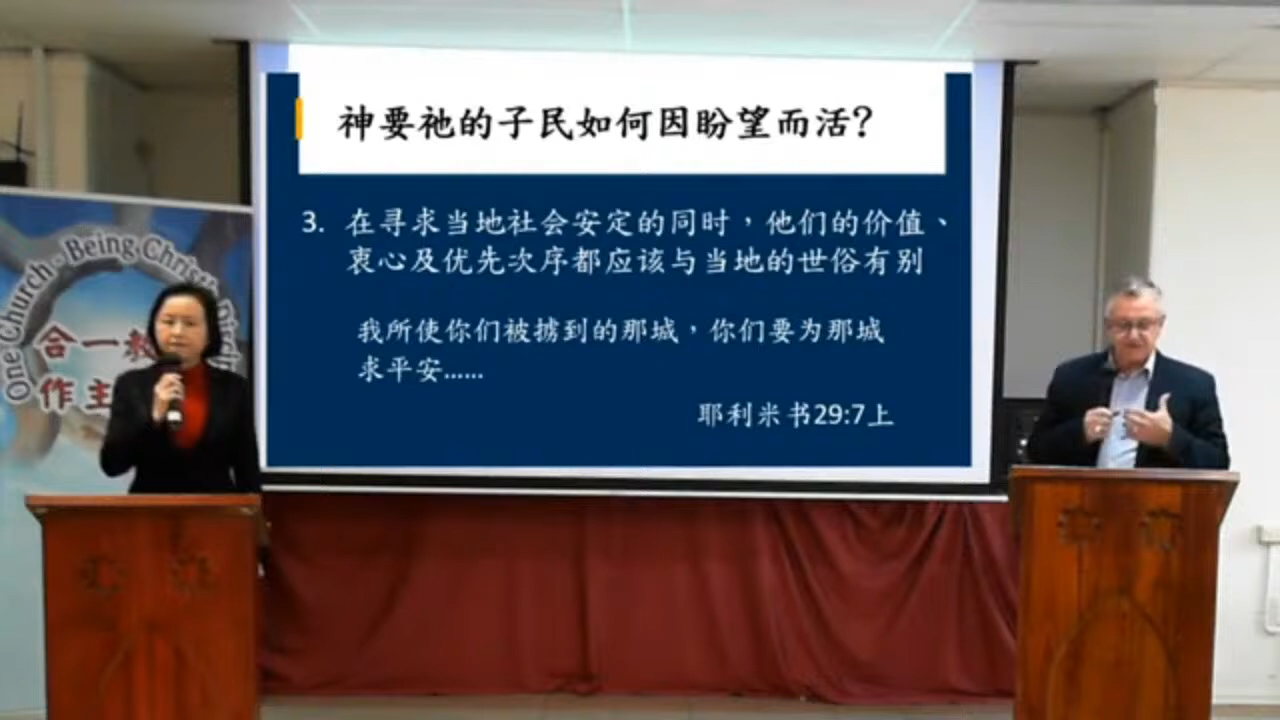 神要祂的子民如何因盼望而活？
3. 在寻求当地社会安定的同时，他们的价值、
衷心及优先次序都应该与当地的世俗有别
我所使你们被掳到的那城，你们要为那城
求平安……
耶利米书29:7上
One Church - Being Christ's
合一教
作主